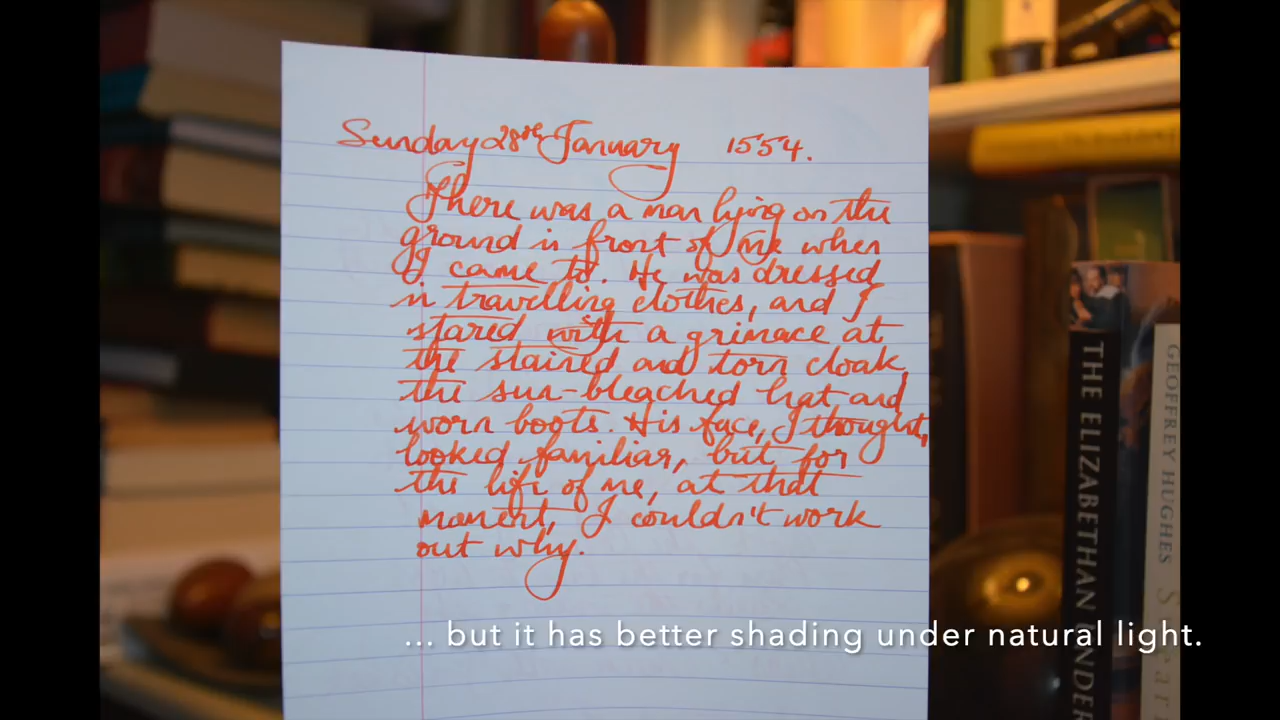 Sunday 28th January 1554.
There was a man lying on the
ground in front of me when
I came to. He was dressed
in travelling clothes, and I
stared with a grimace at
the stained and torn cloak,
the sun-bleached hat and
worn boots. His face, I thought,
looked familiar, but for
the life of me, at that
moment, I couldn't work
out why.
... but it has better shading under natural light.
THE ELIZABETHAN UNDER
GEOFFREY HUGHES